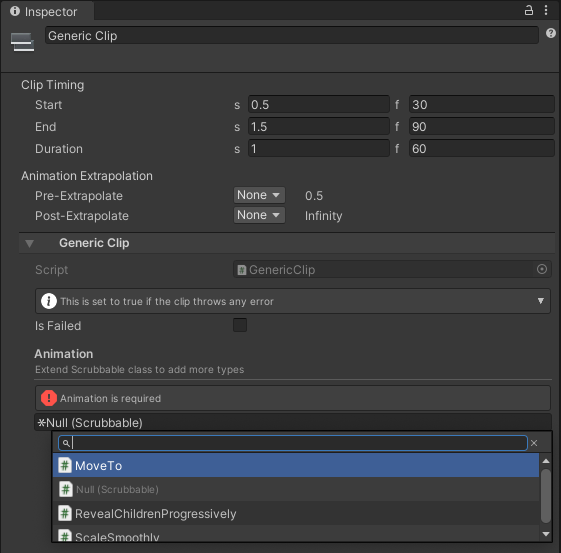 Inspector
Generic Clip
Clip Timing
Start s 0.5 f 30
End s 1.5 f 90
Duration s 1 f 60
Animation Extrapolation
Pre-Extrapolate None 0.5
Post-Extrapolate None Infinity
Generic Clip
Script # GenericClip
This is set to true if the clip throws any error
Is Failed
Animation
Extend Scrubbable class to add more types
Animation is required
*Null (Scrubbable)
# MoveTo
# Null (Scrubbable)
# RevealChildrenProgressively
# ScaleSmoothly